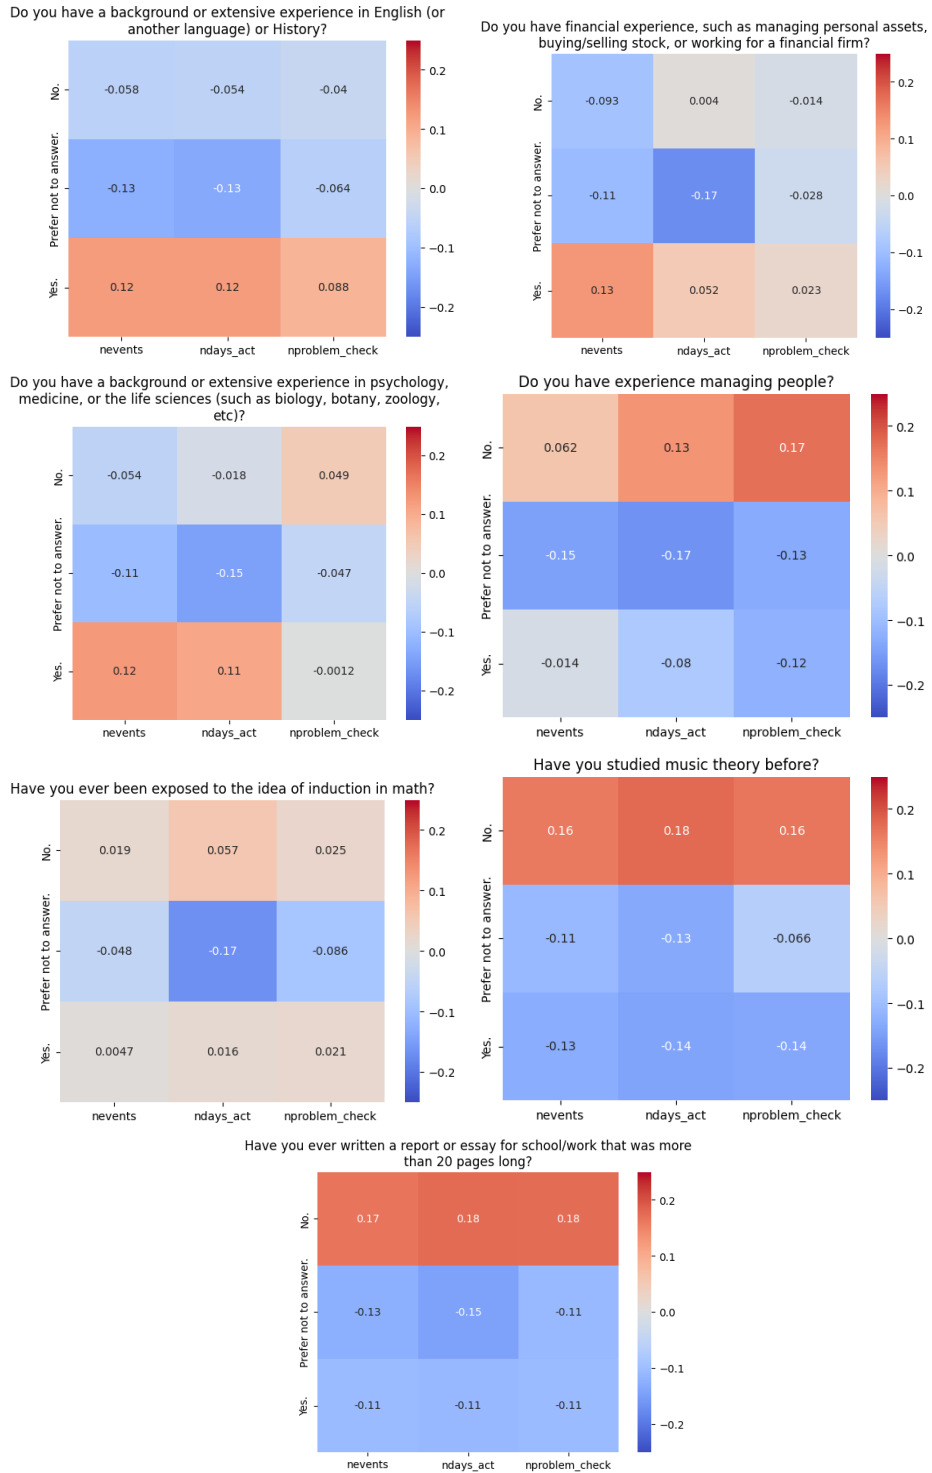 Do you have a background or extensive experience in English (or
another language) or History?
No.
Prefer not to answer.
Yes.
-0.058 -0.054 -0.04
-0.13 -0.13 -0.064
0.12 0.12 0.088
nevents ndays_act nproblem_check
0.2
0.1
0.0
−0.1
−0.2
Do you have financial experience, such as managing personal assets,
buying/selling stock, or working for a financial firm?
No.
Prefer not to answer.
Yes.
-0.093 0.004 -0.014
-0.11 -0.17 -0.028
0.13 0.052 0.023
nevents ndays_act nproblem_check
0.2
0.1
0.0
−0.1
−0.2
Do you have a background or extensive experience in psychology,
medicine, or the life sciences (such as biology, botany, zoology,
etc)?
No.
Prefer not to answer.
Yes.
-0.054 -0.018 0.049
-0.11 -0.15 -0.047
0.12 0.11 -0.0012
nevents ndays_act nproblem_check
0.2
0.1
0.0
−0.1
−0.2
Do you have experience managing people?
No.
Prefer not to answer.
Yes.
0.062 0.13 0.17
-0.15 -0.17 -0.13
-0.014 -0.08 -0.12
nevents ndays_act nproblem_check
0.2
0.1
0.0
−0.1
−0.2
Have you ever been exposed to the idea of induction in math?
No.
Prefer not to answer.
Yes.
0.019 0.057 0.025
-0.048 -0.17 -0.086
0.0047 0.016 0.021
nevents ndays_act nproblem_check
0.2
0.1
0.0
−0.1
−0.2
Have you studied music theory before?
No.
Prefer not to answer.
Yes.
0.16 0.18 0.16
-0.11 -0.13 -0.066
-0.13 -0.14 -0.14
nevents ndays_act nproblem_check
0.2
0.1
0.0
−0.1
−0.2
Have you ever written a report or essay for school/work that was more
than 20 pages long?
No.
Prefer not to answer.
Yes.
0.17 0.18 0.18
-0.13 -0.15 -0.11
-0.11 -0.11 -0.11
nevents ndays_act nproblem_check
0.2
0.1
0.0
−0.1
−0.2